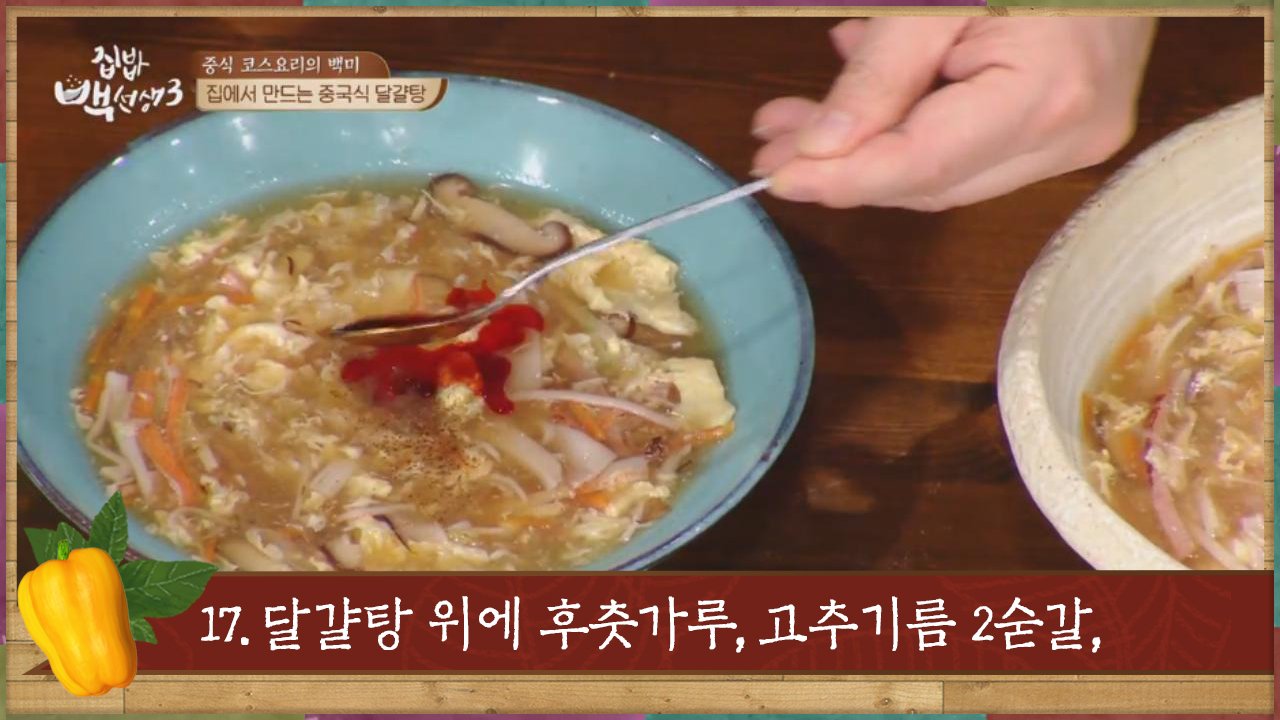 집밥
백선생3
중식 코스요리의 백미
집에서 만드는 중국식 달걀탕
17. 달걀탕 위에 후춧가루, 고추기름 2숟갈,